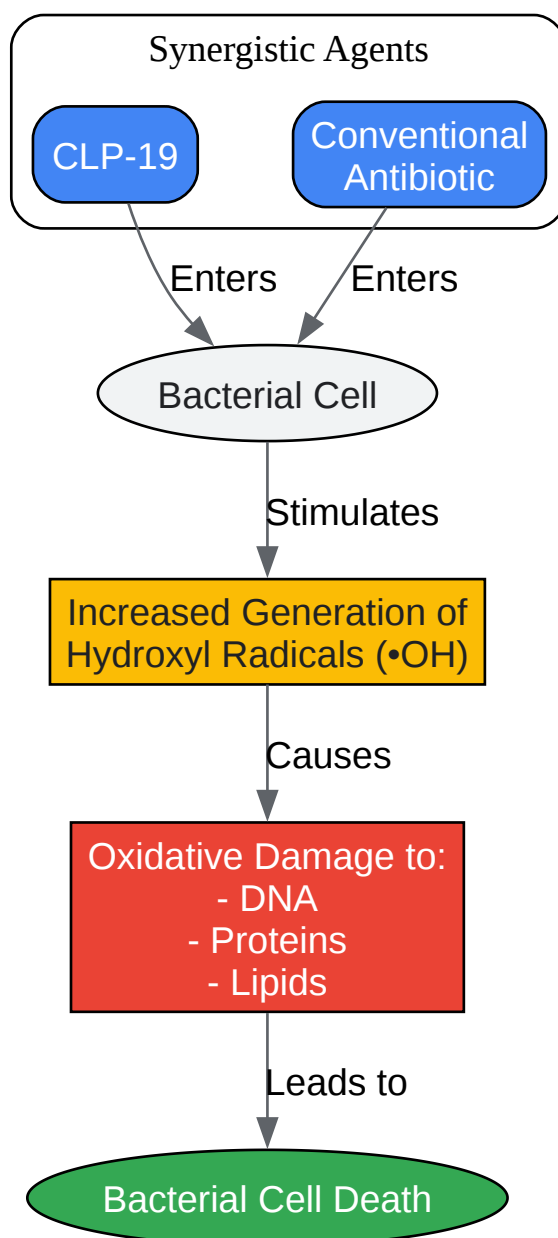 Synergistic Agents
CLP-19
Conventional
Antibiotic
Enters
Enters
Bacterial Cell
Stimulates
Increased Generation of
Hydroxyl Radicals (•OH)
Causes
Oxidative Damage to:
- DNA
- Proteins
- Lipids
Leads to
Bacterial Cell Death